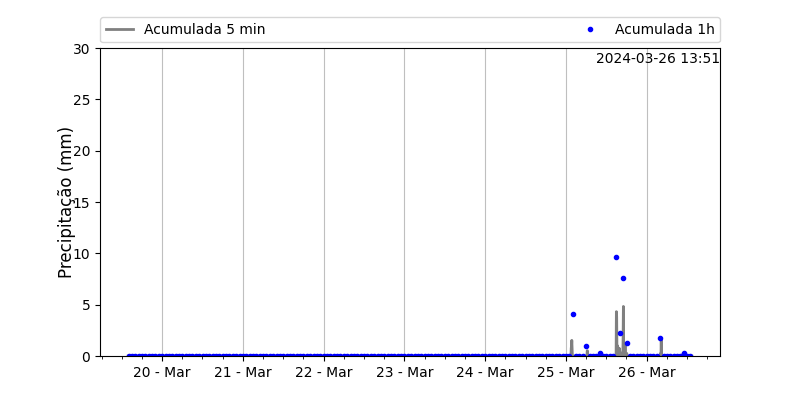 Acumulada 5 min
Acumulada 1h
2024-03-26 13:51
Precipitação (mm)
30
25
20
15
10
5
0
20 - Mar
21 - Mar
22 - Mar
23 - Mar
24 - Mar
25 - Mar
26 - Mar